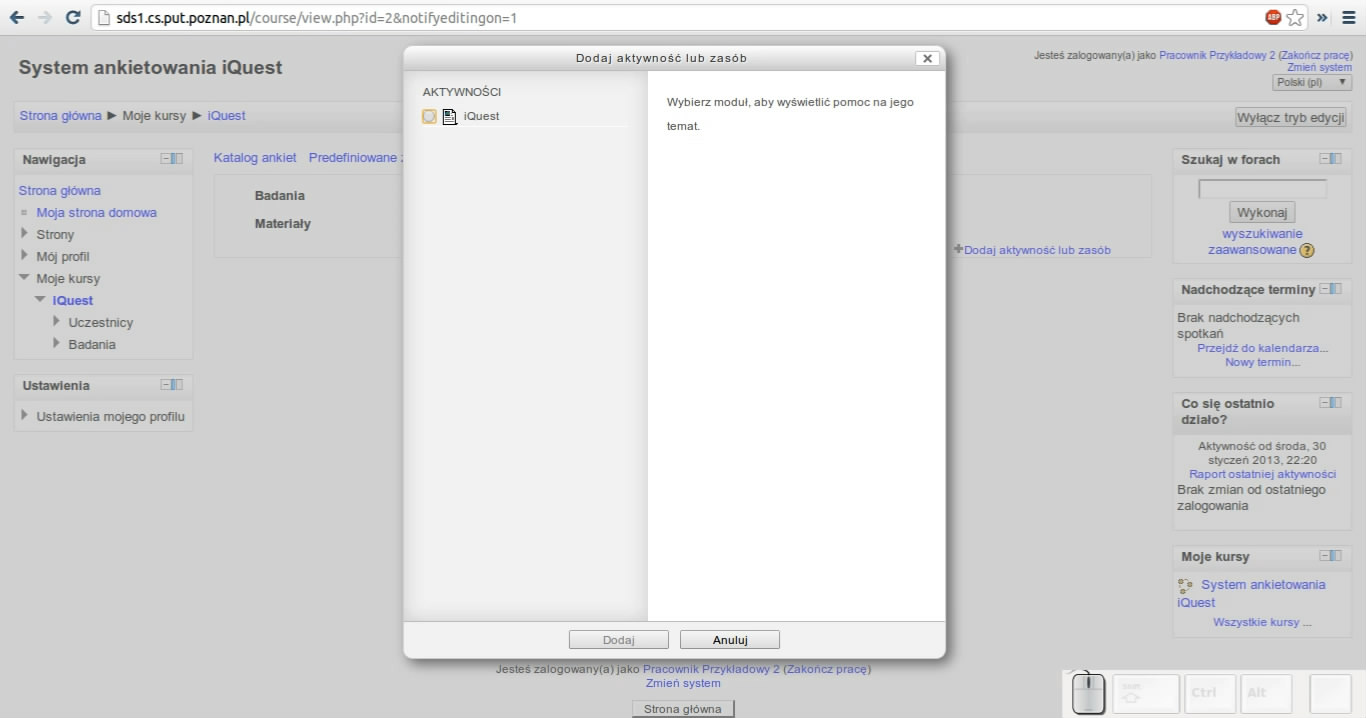 sds1.cs.put.poznan.pl/course/view.php?id=2&notifyeditingon=1
ABP
System ankietowania iQuest
Jesteś zalogowany(a) jako Pracownik Przykładowy 2 (Zakończ pracę)
Zmień system
Polski (pl)
Strona główna ► Moje kursy ► iQuest
Wyłącz tryb edycji
Nawigacja
Strona główna
Moja strona domowa
Strony
Mój profil
Moje kursy
iQuest
Uczestnicy
Badania
Ustawienia
Ustawienia mojego profilu
Katalog ankiet Predefiniowane
Badania
Materiały
Dodaj aktywność lub zasób
Dodaj aktywność lub zasób
AKTYWNOŚCI
iQuest
Wybierz moduł, aby wyświetlić pomoc na jego
temat.
Dodaj
Anuluj
Szukaj w forach
Wykonaj
wyszukiwanie
zaawansowane
Nadchodzące terminy
Brak nadchodzących
spotkań
Przejdź do kalendarza...
Nowy termin...
Co się ostatnio
działo?
Aktywność od środa, 30
styczeń 2013, 22:20
Raport ostatniej aktywności
Brak zmian od ostatniego
zalogowania
Moje kursy
System ankietowania
iQuest
Wszystkie kursy ...
Jesteś zalogowany(a) jako Pracownik Przykładowy 2 (Zakończ pracę)
Zmień system
Strona główna
Ctrl
Alt